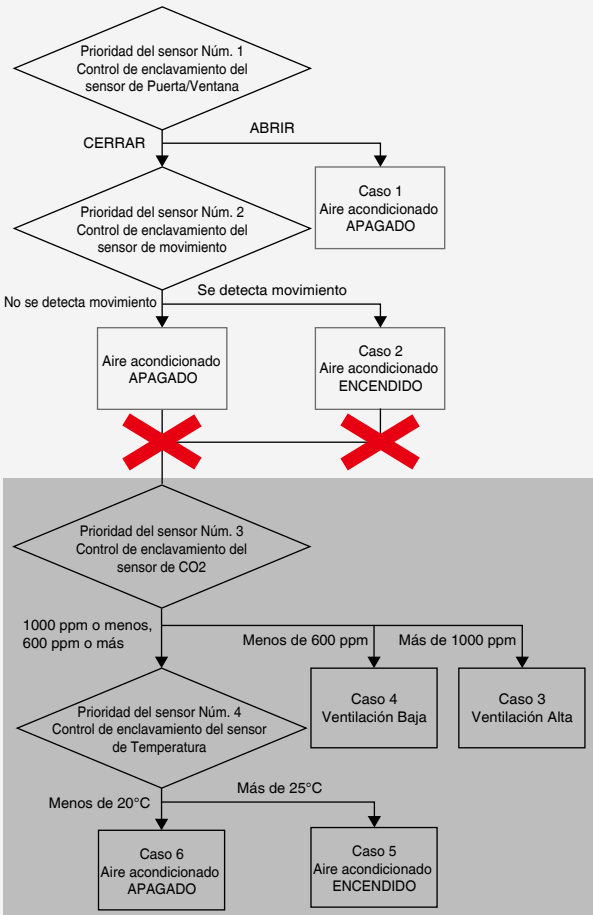 Prioridad del sensor Núm. 1
Control de enclavamiento del
sensor de Puerta/Ventana
CERRAR
ABRIR
Caso 1
Aire acondicionado
APAGADO
Prioridad del sensor Núm. 2
Control de enclavamiento del
sensor de movimiento
No se detecta movimiento
Se detecta movimiento
Aire acondicionado
APAGADO
Caso 2
Aire acondicionado
ENCENDIDO
Prioridad del sensor Núm. 3
Control de enclavamiento del
sensor de CO2
1000 ppm o menos,
600 ppm o más
Menos de 600 ppm
Más de 1000 ppm
Caso 4
Ventilación Baja
Caso 3
Ventilación Alta
Prioridad del sensor Núm. 4
Control de enclavamiento del sensor
de Temperatura
Menos de 20°C
Más de 25°C
Caso 6
Aire acondicionado
APAGADO
Caso 5
Aire acondicionado
ENCENDIDO